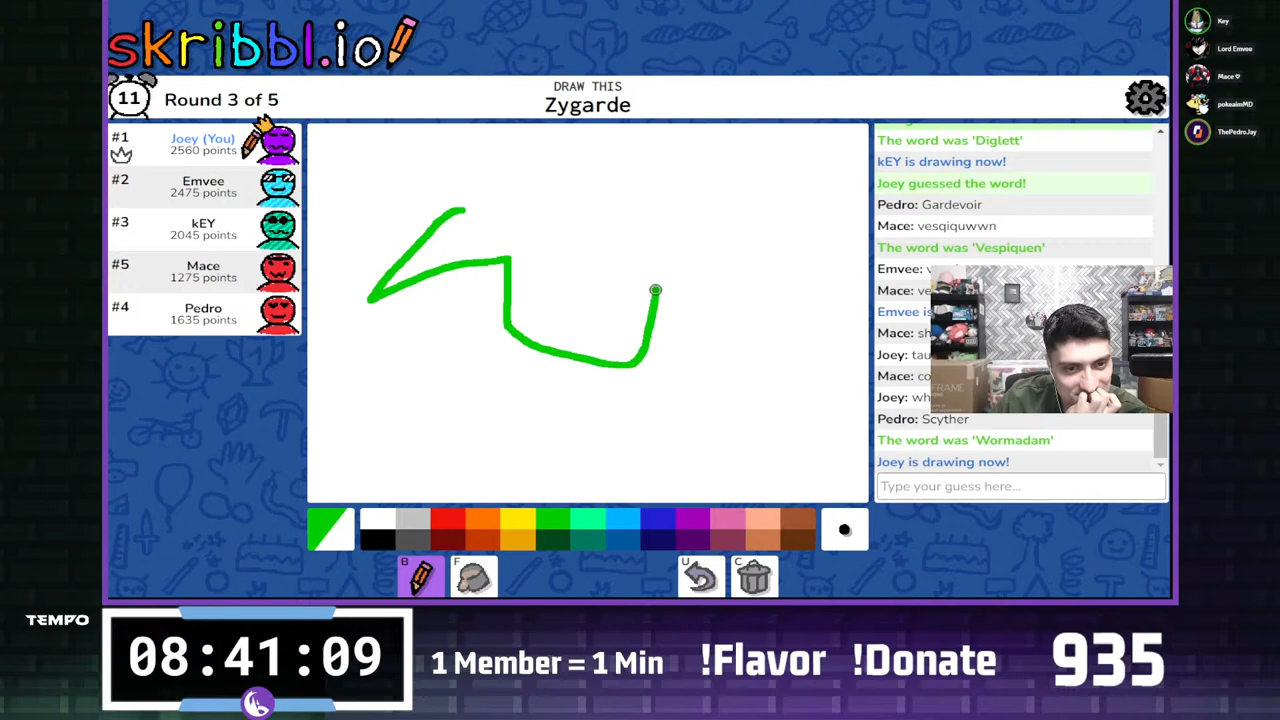 skribbl.io
11
Round 3 of 5
DRAW THIS
Zygarde
#1
Joey (You)
2560 points
#2
Emvee
2475 points
#3
kEY
2045 points
#5
Mace
1275 points
#4
Pedro
1635 points
The word was 'Diglett'
kEY is drawing now!
Joey guessed the word!
Pedro: Gardevoir
Mace: vesqiquwwn
The word was 'Vespiquen'
Emvee:
Mace:
Emvee
Mace:
Joey:
Mace:
Joey:
Pedro: Scyther
The word was 'Wormadam'
Joey is drawing now!
Type your guess here...
B
F
U
C
Key
Lord Emvee
Mace
pokeaimMD
ThePedroJay
TEMPO
08:41:09
1 Member = 1 Min
!Flavor
!Donate
935